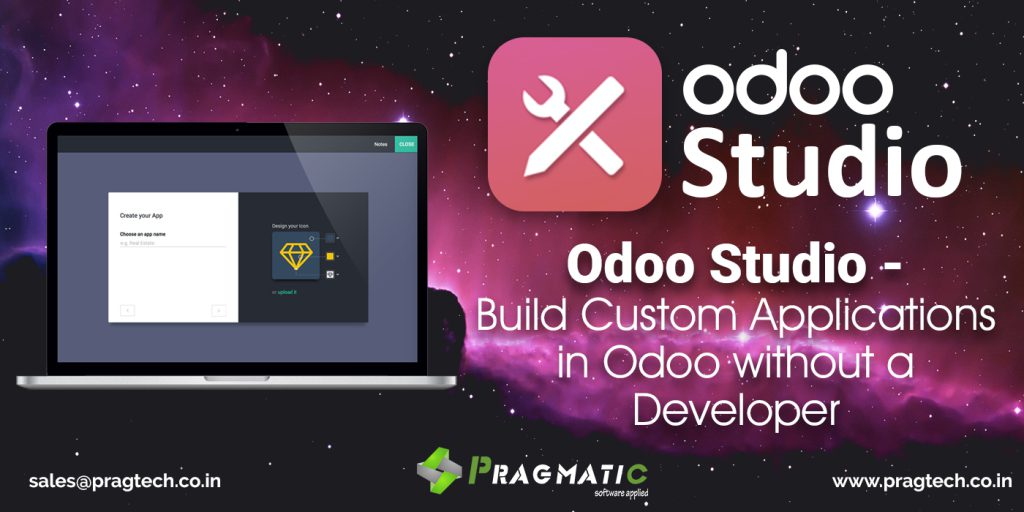 odoo
Studio
Odoo Studio -
Build Custom Applications
in Odoo without a
Developer
Notes
CLOSE
Create your App
Choose an app name
e.g. Real Estate
Design your icon
or upload it
sales@pragtech.co.in
PRAGMATIC
software applied
www.pragtech.co.in